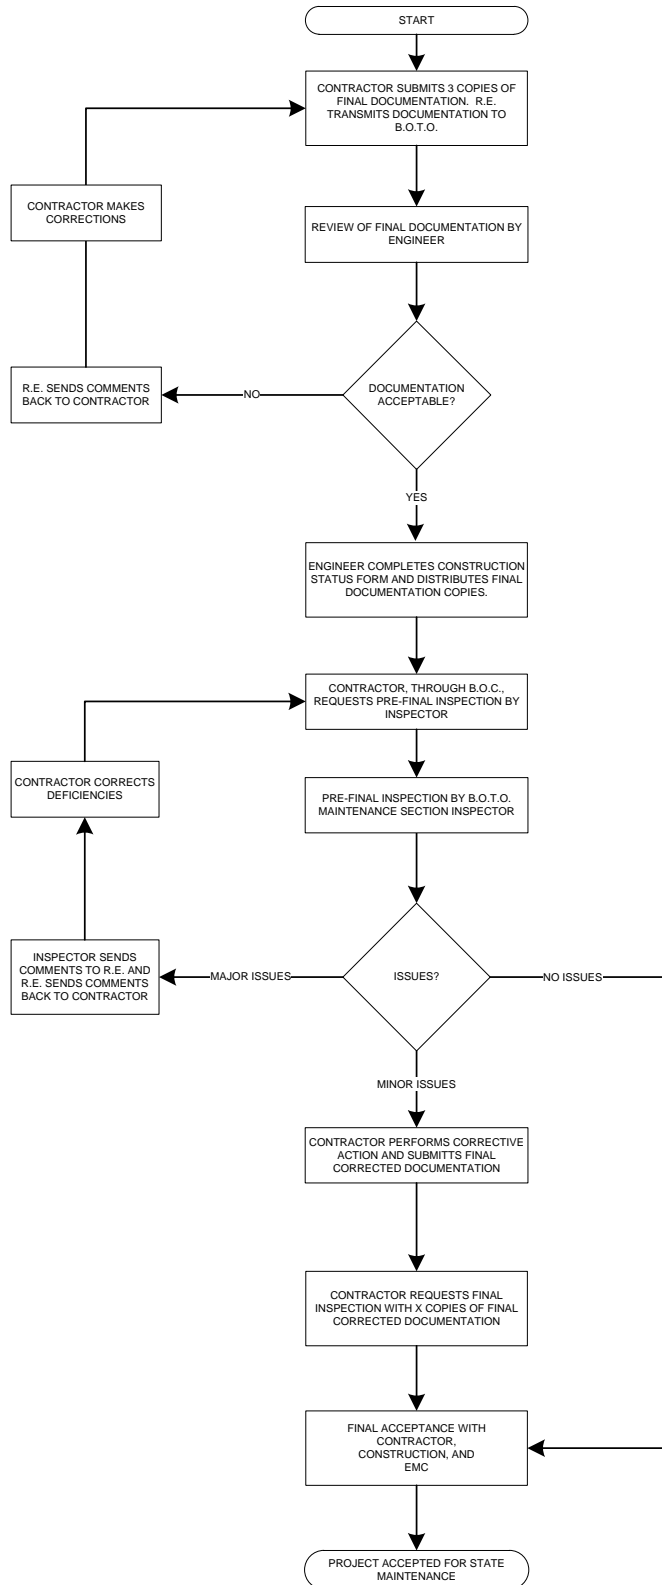 START
CONTRACTOR SUBMITS 3 COPIES OF
FINAL DOCUMENTATION. R.E.
TRANSMITS DOCUMENTATION TO
B.O.T.O.
CONTRACTOR MAKES
CORRECTIONS
REVIEW OF FINAL DOCUMENTATION BY
ENGINEER
R.E. SENDS COMMENTS
BACK TO CONTRACTOR
NO
DOCUMENTATION
ACCEPTABLE?
YES
ENGINEER COMPLETES CONSTRUCTION
STATUS FORM AND DISTRIBUTES FINAL
DOCUMENTATION COPIES.
CONTRACTOR, THROUGH B.O.C.,
REQUESTS PRE-FINAL INSPECTION BY
INSPECTOR
CONTRACTOR CORRECTS
DEFICIENCIES
PRE-FINAL INSPECTION BY B.O.T.O.
MAINTENANCE SECTION INSPECTOR
INSPECTOR SENDS
COMMENTS TO R.E. AND
R.E. SENDS COMMENTS
BACK TO CONTRACTOR
MAJOR ISSUES
ISSUES?
NO ISSUES
MINOR ISSUES
CONTRACTOR PERFORMS CORRECTIVE
ACTION AND SUBMITTS FINAL
CORRECTED DOCUMENTATION
CONTRACTOR REQUESTS FINAL
INSPECTION WITH X COPIES OF FINAL
CORRECTED DOCUMENTATION
FINAL ACCEPTANCE WITH
CONTRACTOR,
CONSTRUCTION, AND
EMC
PROJECT ACCEPTED FOR STATE
MAINTENANCE